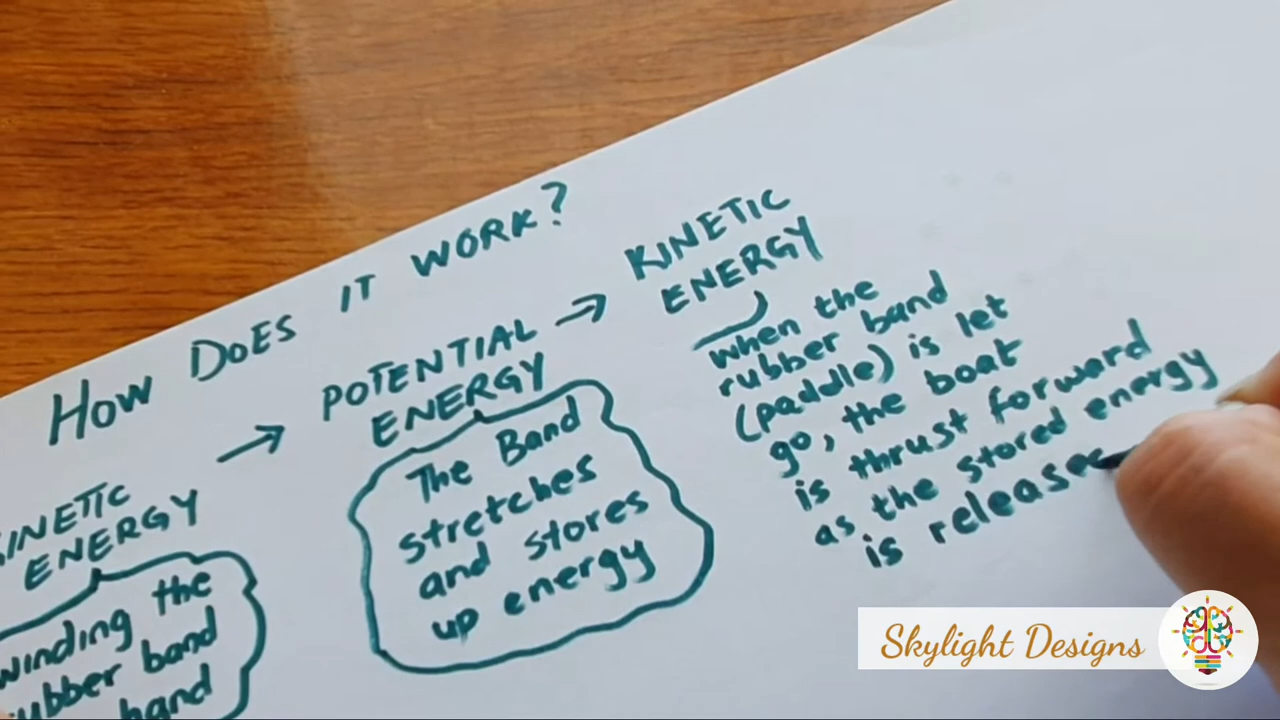 HOW DOES IT WORK?
KINETIC
ENERGY
winding the
rubber band
hand
→
POTENTIAL
ENERGY
The Band
stretches
and stores
up energy
→
KINETIC
ENERGY
when the
rubber band
(paddle) is let
go, the boat
is thrust forward
as the stored energy
is release
Skylight Designs